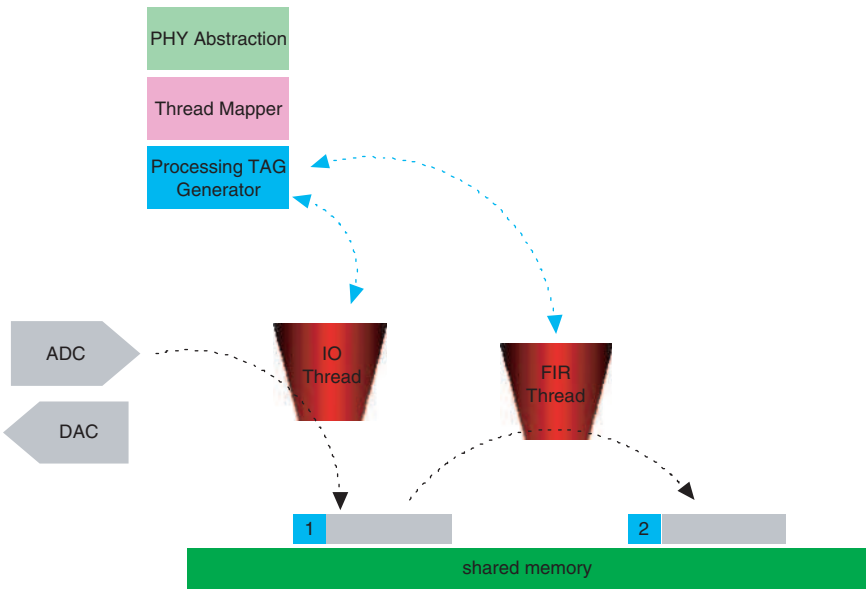 PHY Abstraction
Thread Mapper
Processing TAG
Generator
ADC
DAC
IO
Thread
FIR
Thread
1
2
shared memory